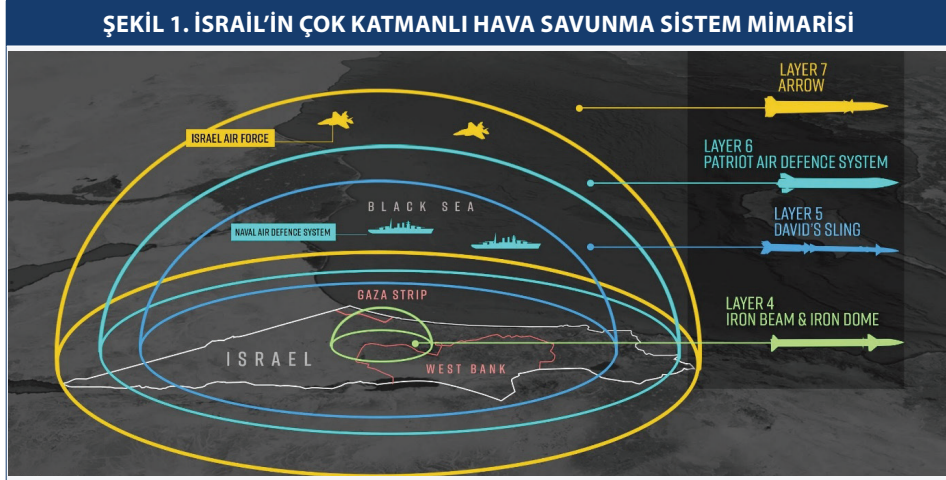 ŞEKİL 1. İSRAİL'İN ÇOK KATMANLI HAVA SAVUNMA SİSTEM MİMARİSİ
LAYER 7
ARROW
ISRAEL AIR FORCE
LAYER 6
PATRIOT AIR DEFENCE SYSTEM
BLACK SEA
LAYER 5
DAVID'S SLING
NAVAL AIR DEFENCE SYSTEM
GAZA STRIP
LAYER 4
IRON BEAM & IRON DOME
ISRAEL
WEST BANK